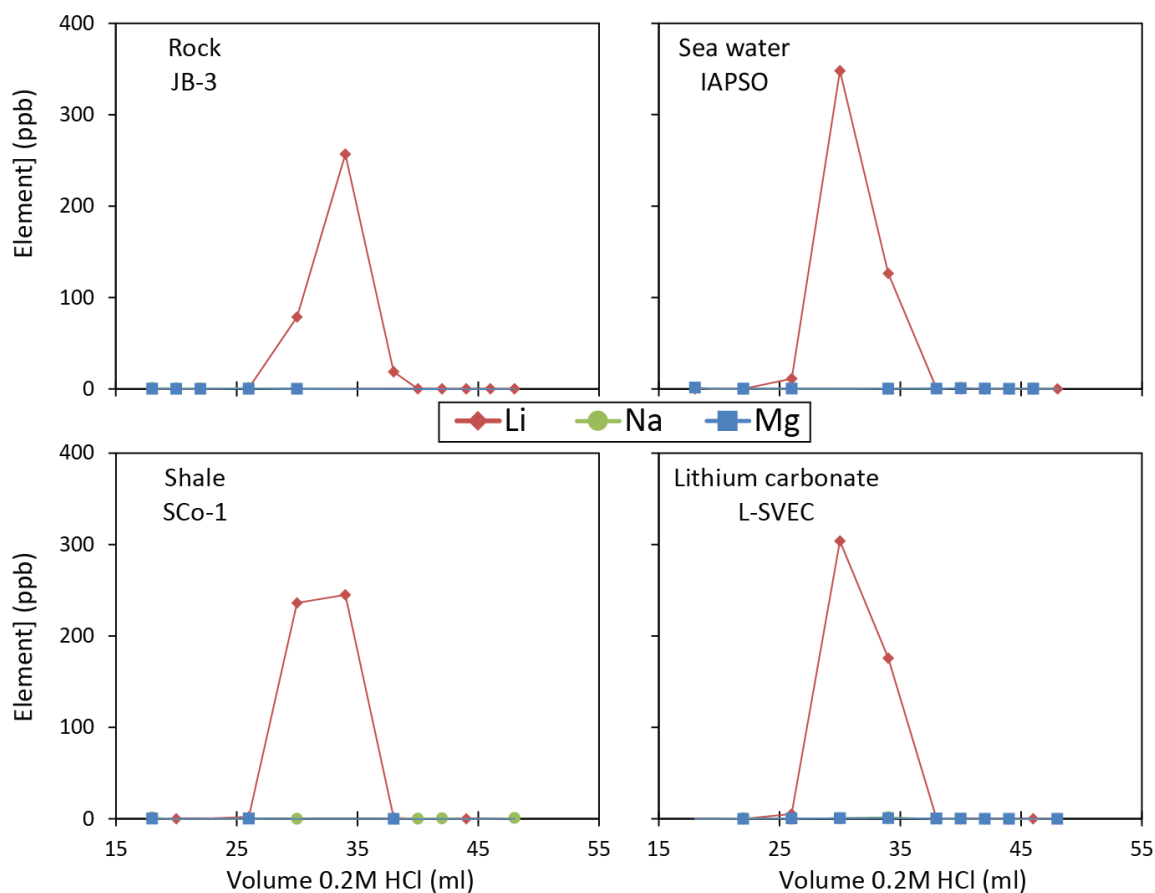 400
300
200
100
0
Element] (ppb)
Rock
JB-3
Sea water
IAPSO
Li Na Mg
400
300
200
100
0
Element] (ppb)
Shale
SCo-1
Lithium carbonate
L-SVEC
15 25 35 45 55
15 25 35 45 55
Volume 0.2M HCl (ml)
Volume 0.2M HCl (ml)